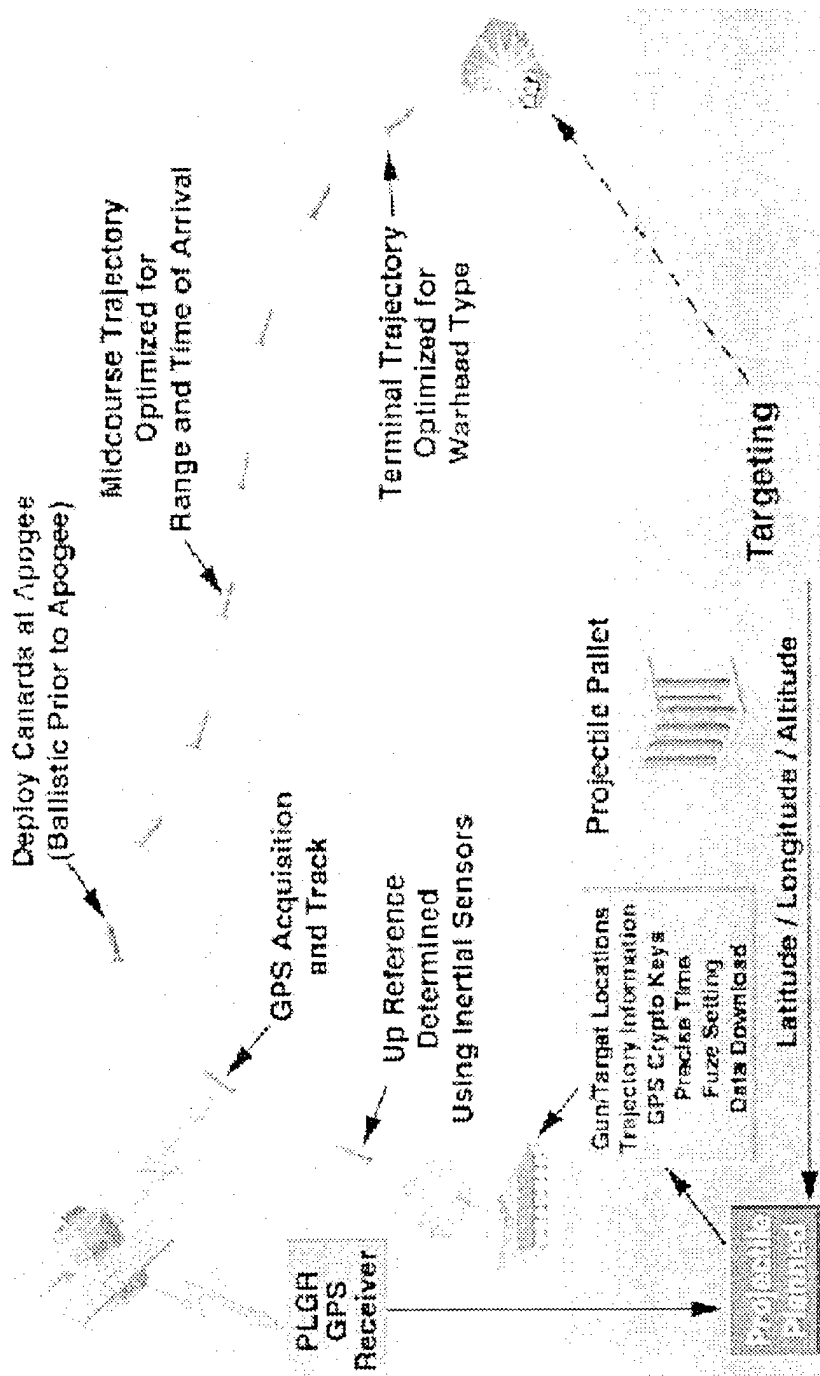 Deploy Canards at Apogee
(Ballistic Prior to Apogee)
Midcourse Trajectory
Optimized for
Range and Time of Arrival
GPS Acquisition
and Track
Up Reference
Determined
Using Inertial Sensors
Terminal Trajectory
Optimized for
Warhead Type
PLGR
GPS
Receiver
Gun/Target Locations
Trajectory Information
GPS Crypto Keys
Precise Time
Fuze Setting
Data Download
Projectile Pallet
Targeting
Latitude / Longitude / Altitude
Projectile
Planned